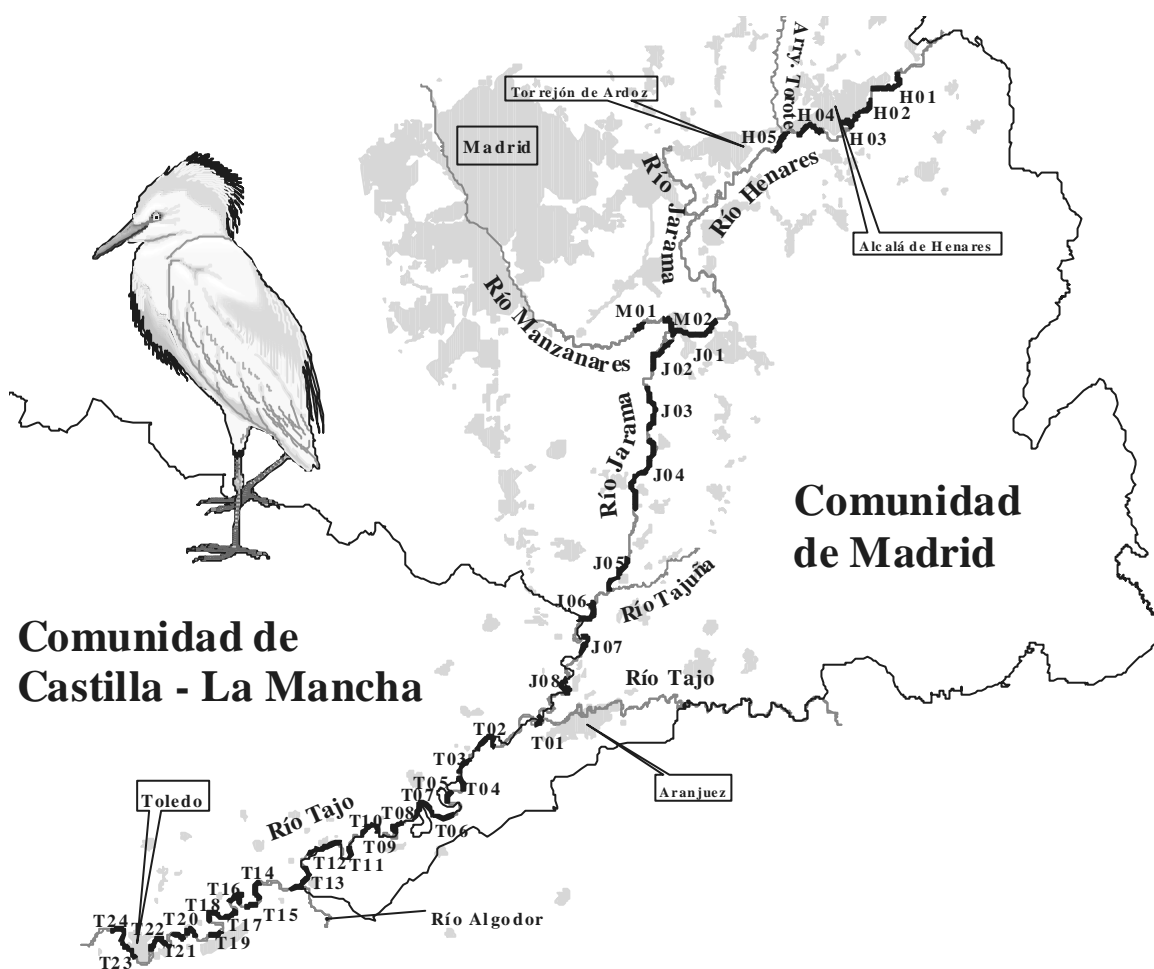 Arry. Torote
Torrejón de Ardoz
H01
H02
H04
H03
H05
Madrid
Río Henares
Río Jarama
Alcalá de Henares
M01
M02
Río Manzanares
J01
J02
J03
Río Jarama
J04
Comunidad
de Madrid
J05
Río Tajuña
J06
Comunidad de
Castilla - La Mancha
J07
J08
Río Tajo
T01
T02
T03
T04
T05
Aranjuez
T07
T06
T08
Toledo
Río Tajo
T10
T09
T11
T12
T13
T14
T16
T15
T18
T17
Río Algodor
T24
T22
T20
T19
T21
T23